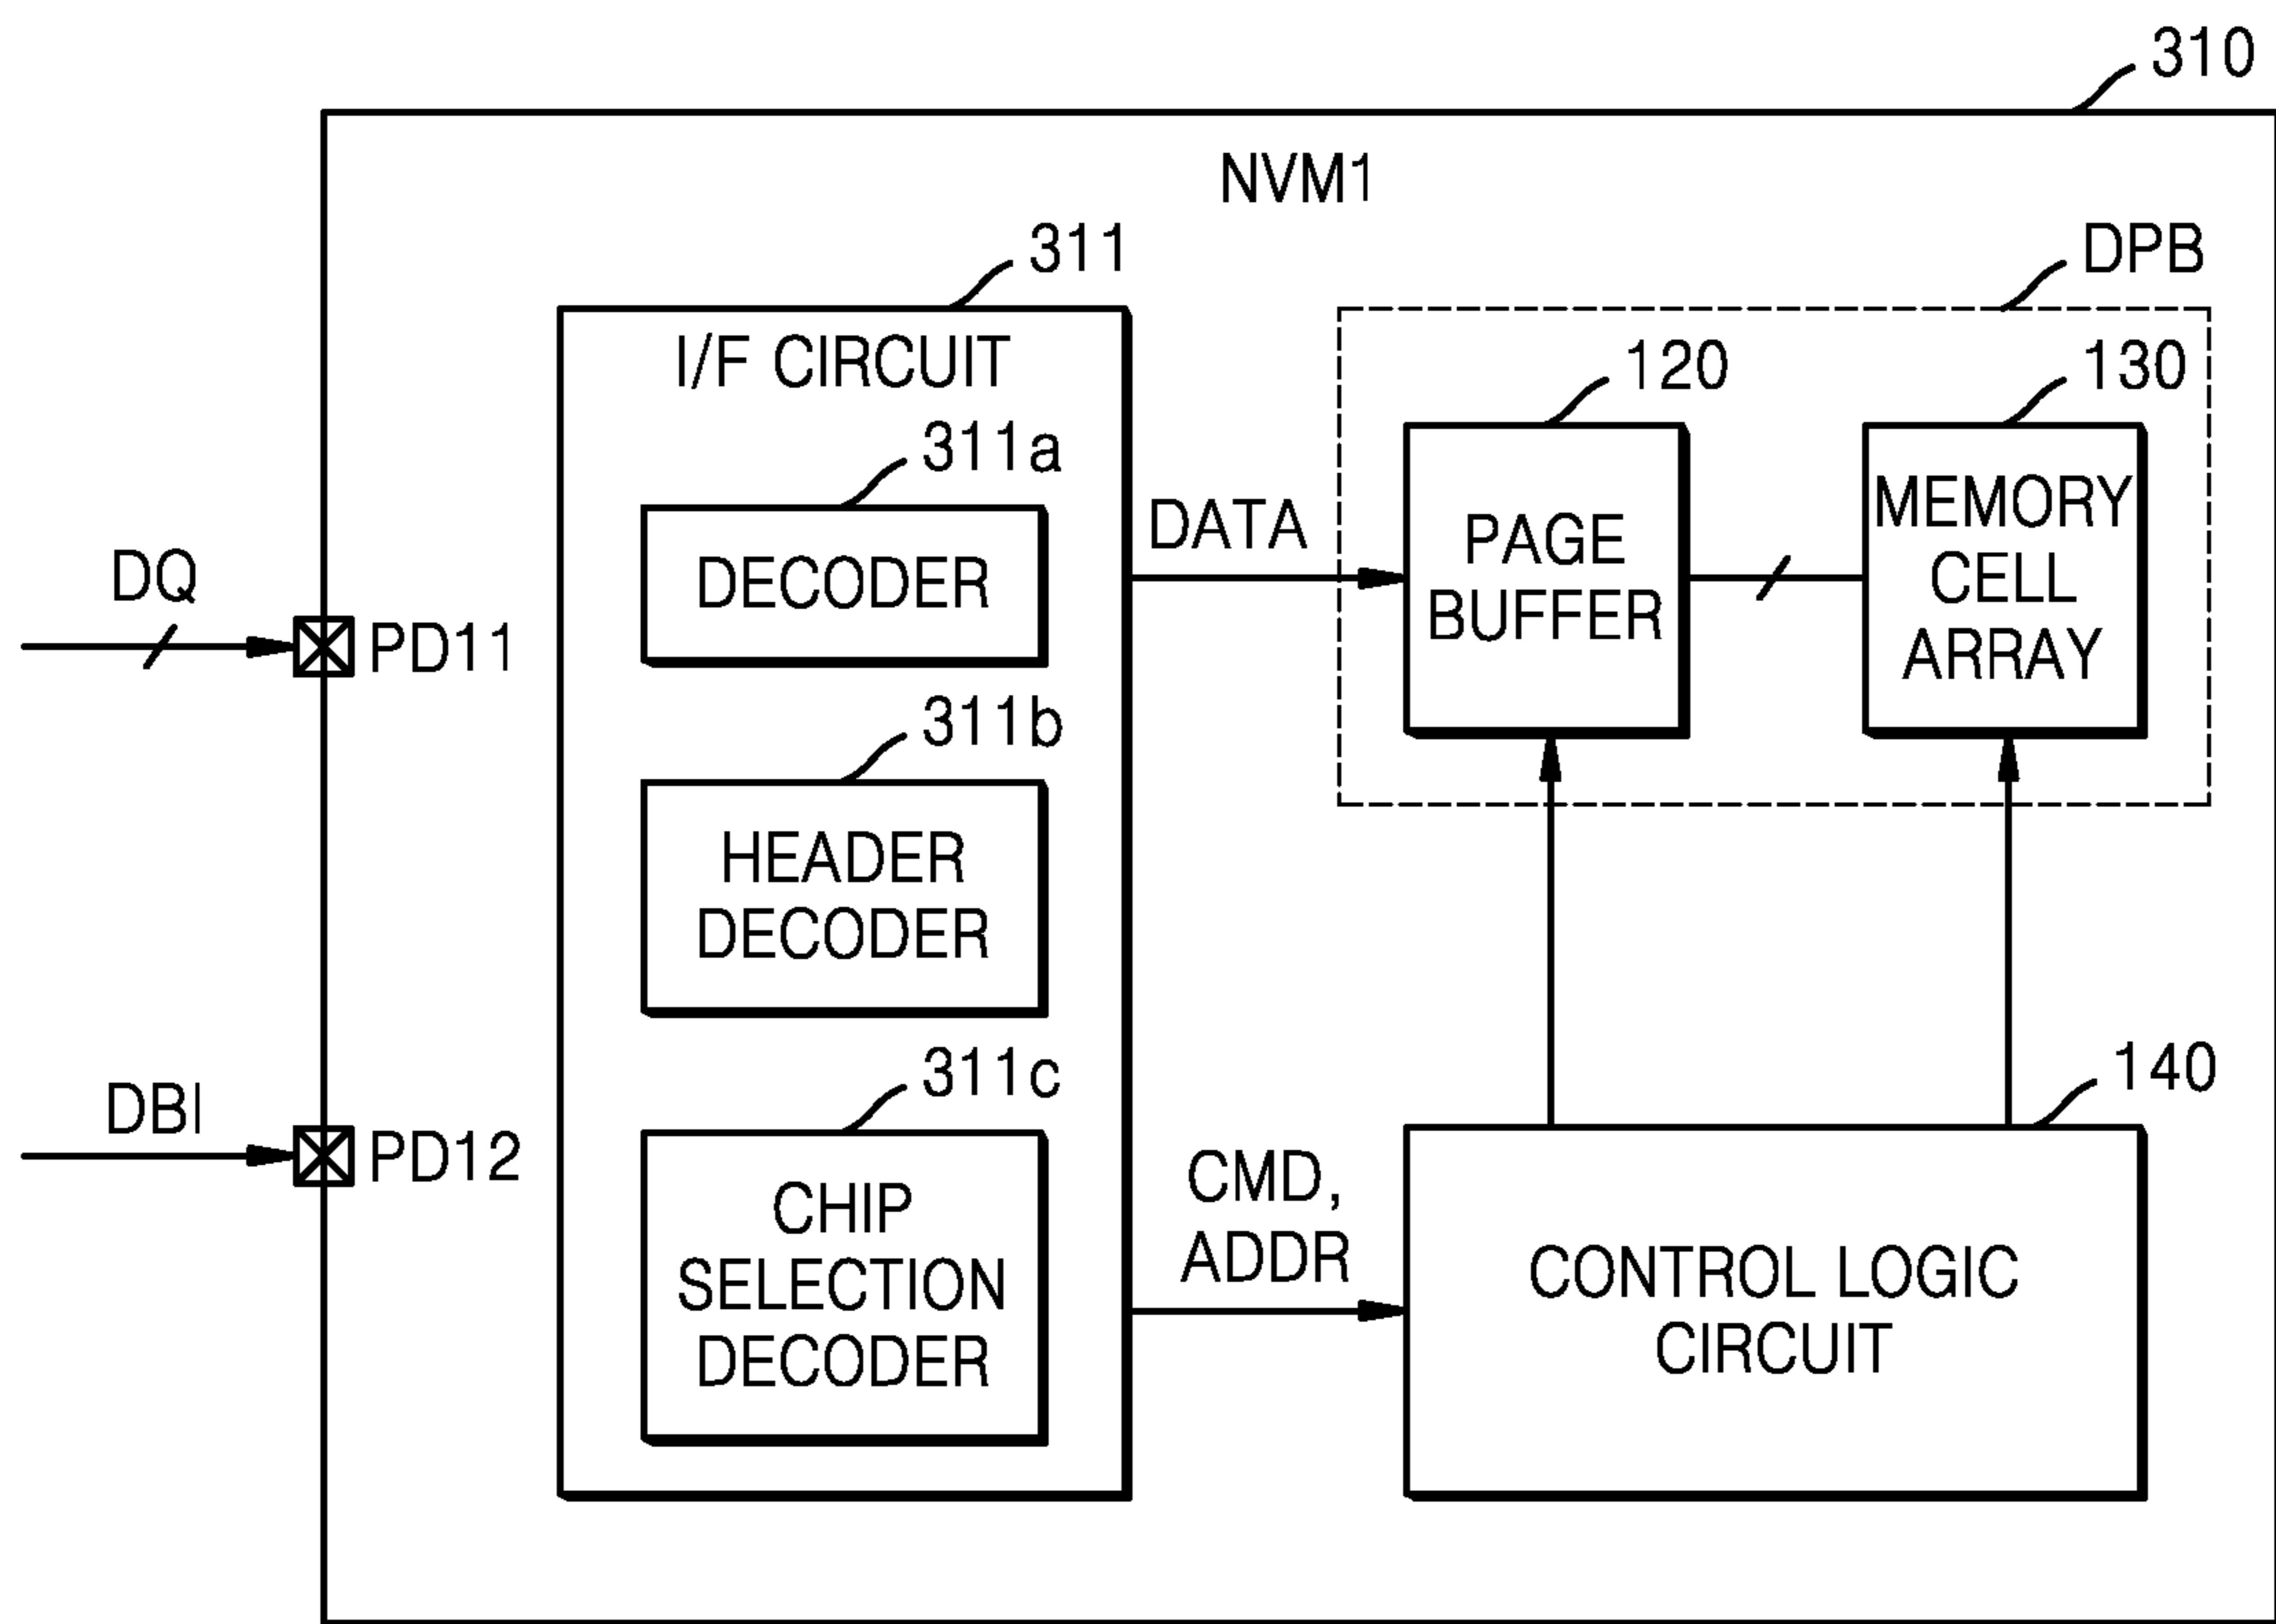 310
NVM1
311
DPB
I/F CIRCUIT
120
130
311a
DECODER
DATA
PAGE
BUFFER
MEMORY
CELL
ARRAY
DQ
PD11
311b
HEADER
DECODER
DBI
PD12
311c
CHIP
SELECTION
DECODER
CMD,
ADDR
140
CONTROL LOGIC
CIRCUIT